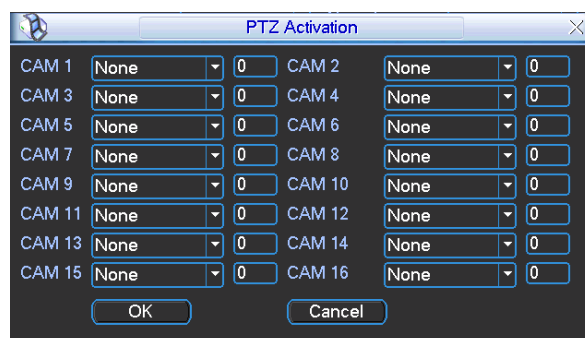 PTZ Activation
CAM 1 None 0 CAM 2 None 0
CAM 3 None 0 CAM 4 None 0
CAM 5 None 0 CAM 6 None 0
CAM 7 None 0 CAM 8 None 0
CAM 9 None 0 CAM 10 None 0
CAM 11 None 0 CAM 12 None 0
CAM 13 None 0 CAM 14 None 0
CAM 15 None 0 CAM 16 None 0
OK Cancel